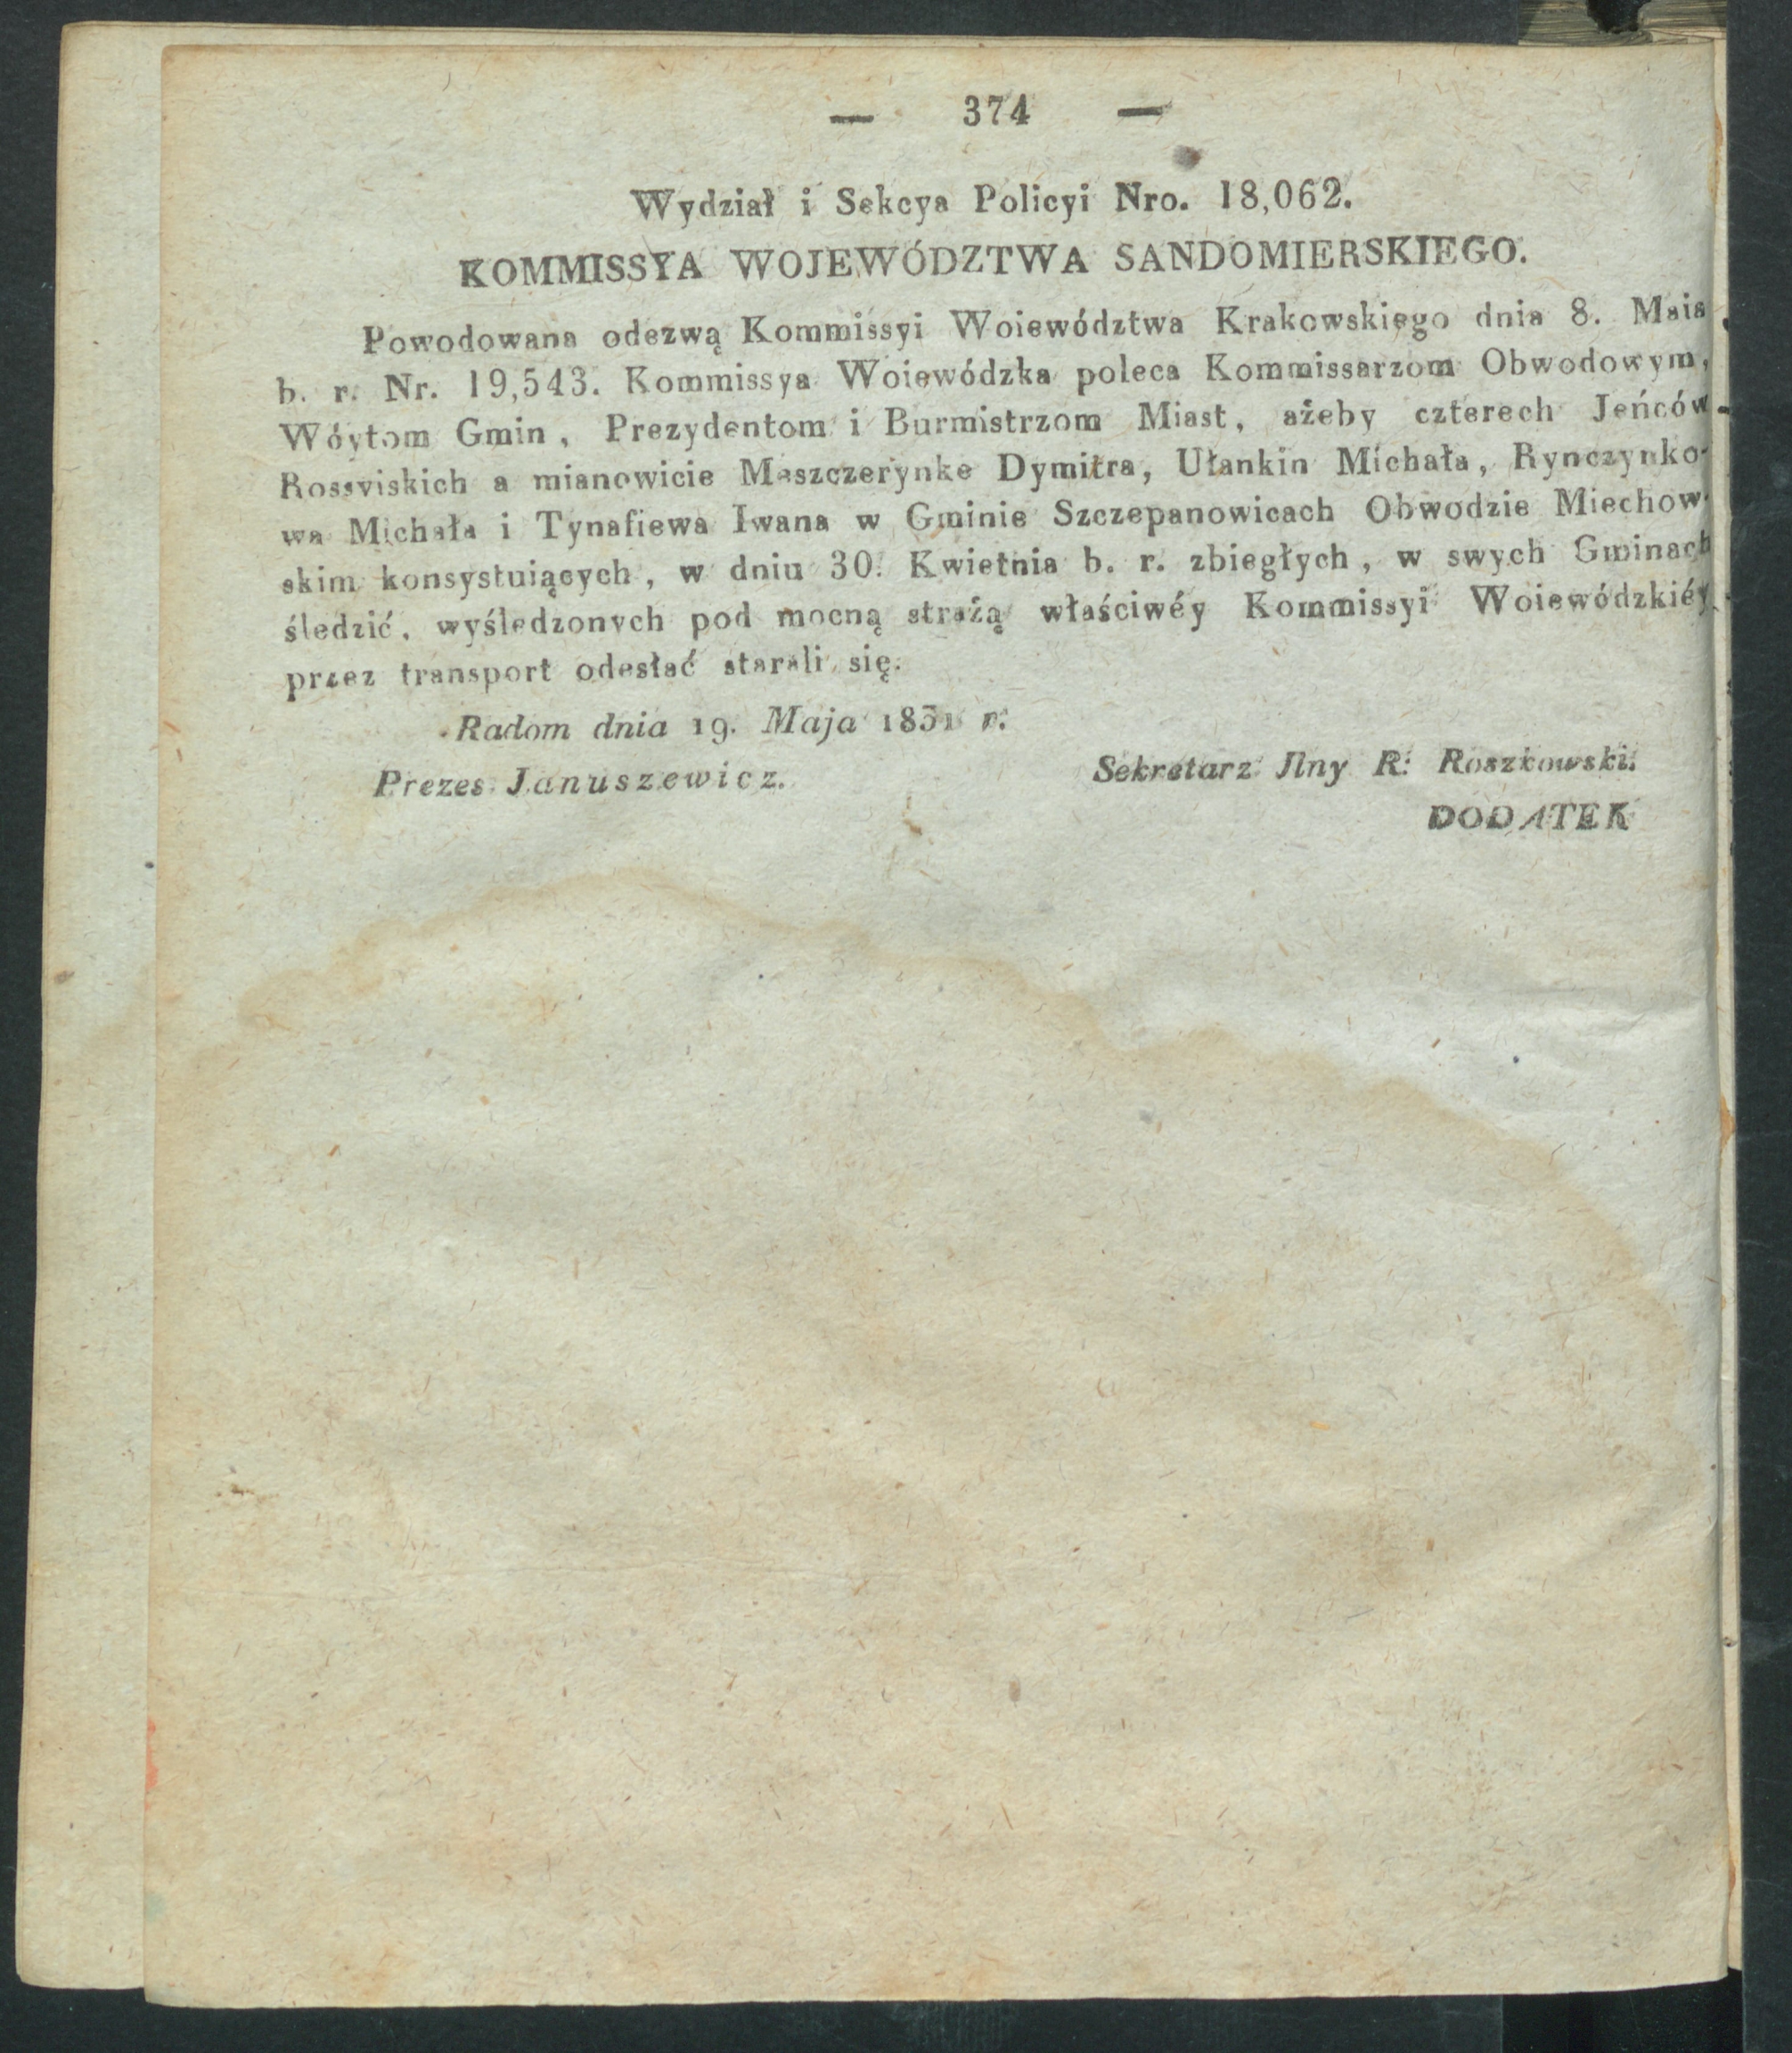 — 374 —
Wydział i Sekcya Policyi Nro. 18,062.
KOMMISSYA WOJEWÓDZTWA SANDOMIERSKIEGO.
Powodowana odezwą Kommissyi Woiewództwa Krakowskiego dnia 8. Maia
b. r. Nr. 19,543. Kommissya Woiewódzka poleca Kommissarzom Obwodowym,
Wóytom Gmin, Prezydentom i Burmistrzom Miast, ażeby czterech Jeńców
Rossyiskich a mianowicie Maszczerynke Dymitra, Ułankin Michała, Rynczynko-
wa Michała i Tynafiewa Iwana w Gminie Szczepanowicach Obwodzie Miechow-
skim konsystuiących, w dniu 30. Kwietnia b. r. zbiegłych, w swych Gminach
śledzić, wyśledzonych pod mocną strażą właściwéy Kommissyi Woiewódzkiéy
przez transport odesłać starali się.
Radom dnia 19. Maja 1831 r.
Prezes Januszewicz. Sekretarz Jlny R. Roszkowski.
DODATEK